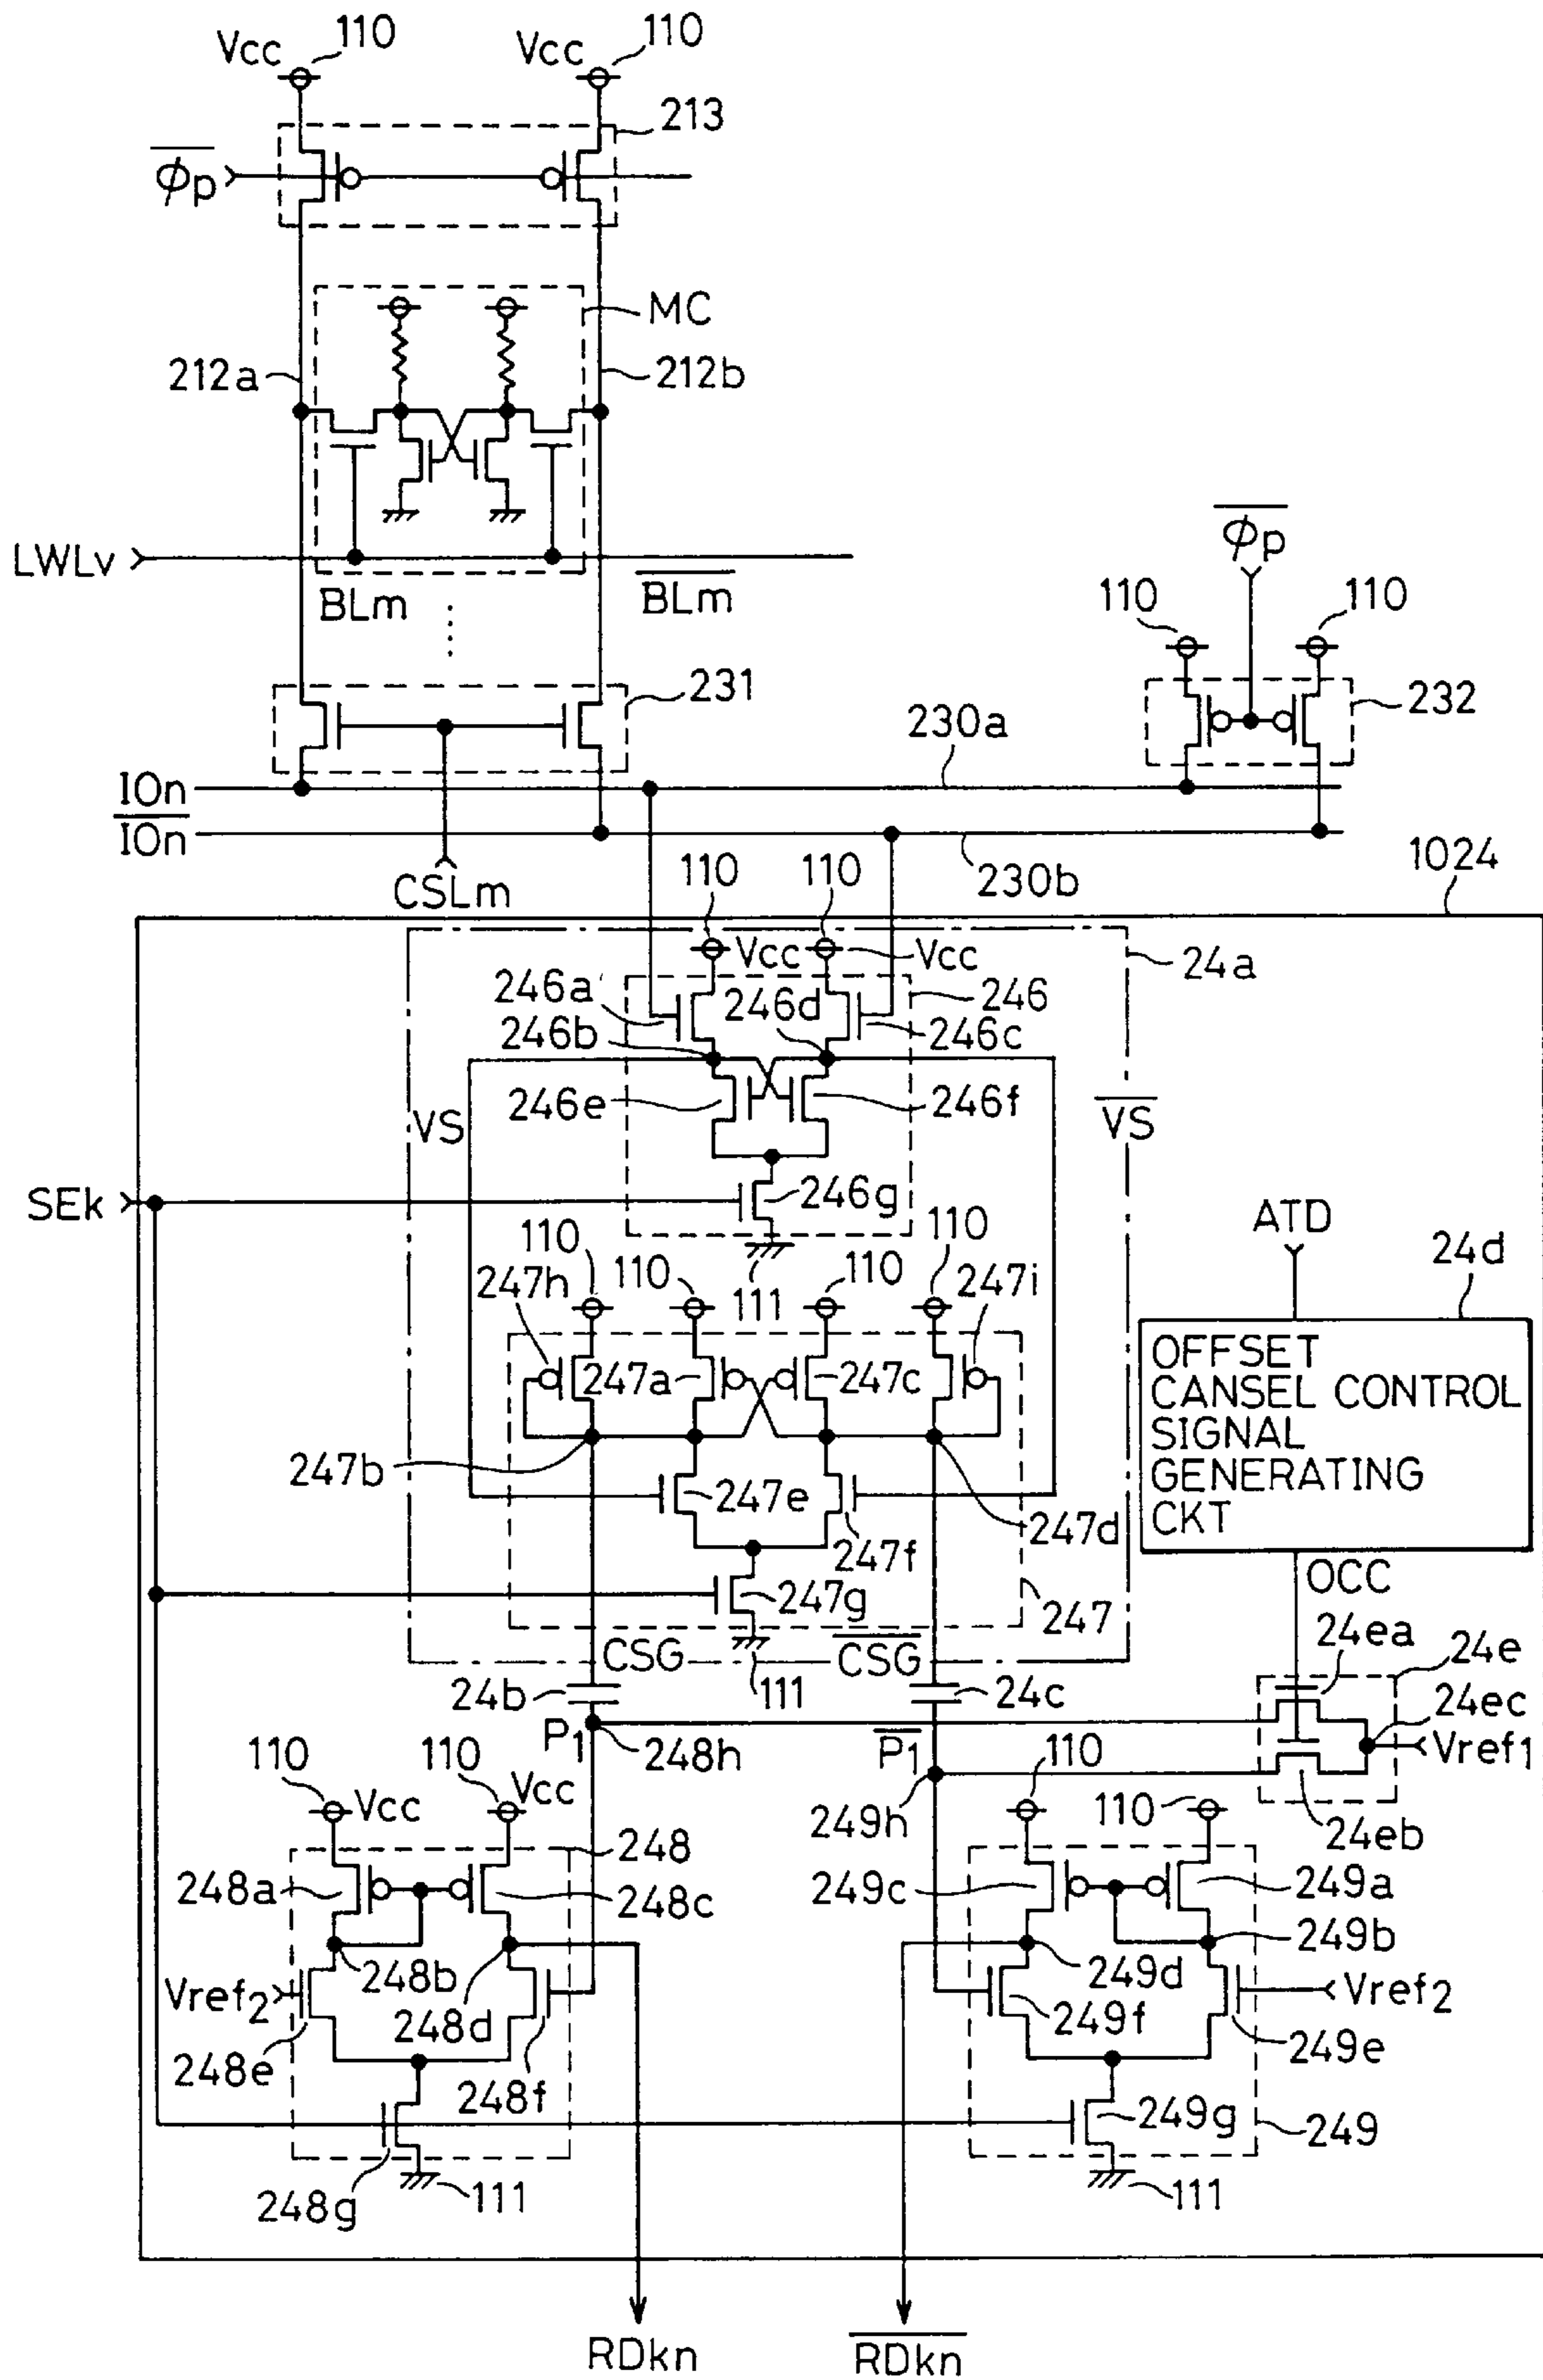 Vcc 110 Vcc 110
213
φp
MC
212a 212b
LWLv
BLm BLm
φp
110 110
231
232
230a
IOn
IOn
CSLm
230b
1024
110 110
Vcc Vcc
24a
246a 246d 246
246b 246c
246e 246f
VS VS
SEk
246g
111
ATD
24d
OFFSET
CANSEL CONTROL
SIGNAL
GENERATING
CKT
110 110 110 110
247h 247i
247a 247c
247b 247d
247e 247f
247g 247
111
CSG CSG
OCC
24ea 24e
24ec
24b 24c
P1 248h P1
Vref1
24eb
110 Vcc 110 Vcc
249h 110 110
248
248a 248c
249c 249a
248b 249b
Vref2 248d 249d Vref2
248e 248f 249f 249e
248g 111
249g 249
111
RDkn RDkn